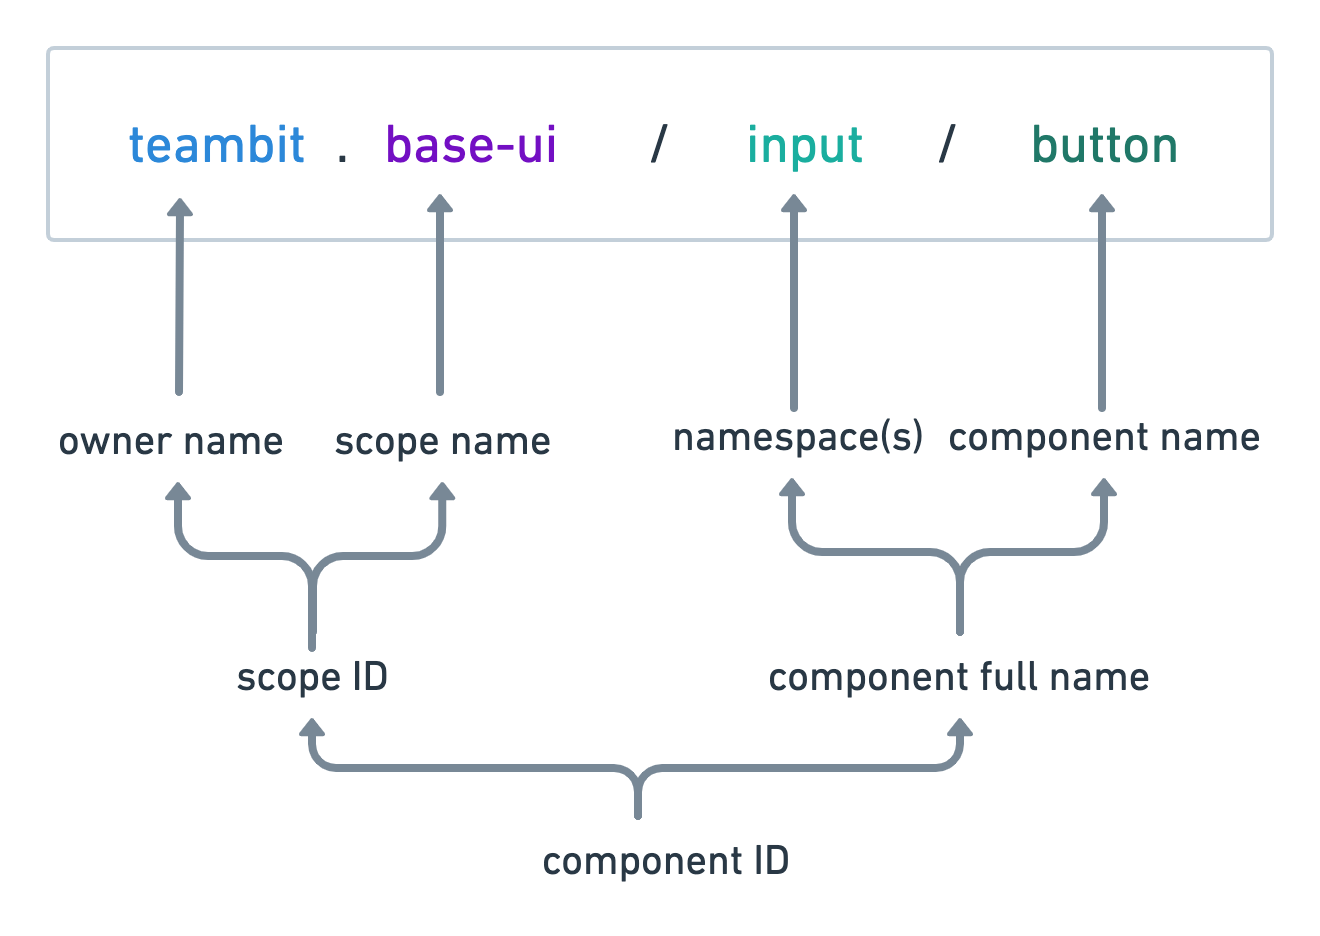 teambit . base-ui / input / button
owner name scope name namespace(s) component name
scope ID component full name
component ID